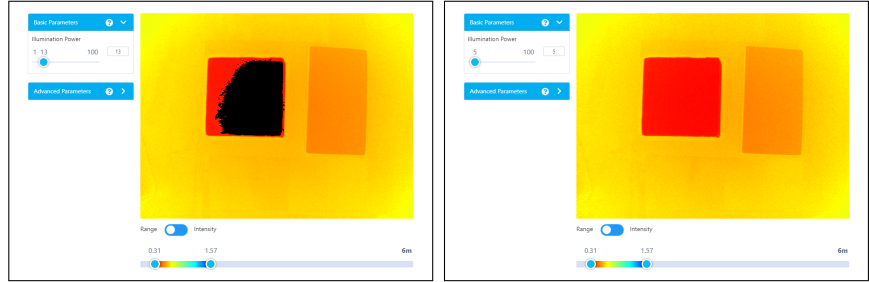 Basic Parameters ?
Illumination Power
1 13 100 13
Advanced Parameters ?
Range Intensity
0.31 1.57 6m
Basic Parameters ?
Illumination Power
5 100 5
Advanced Parameters ?
Range Intensity
0.31 1.57 6m